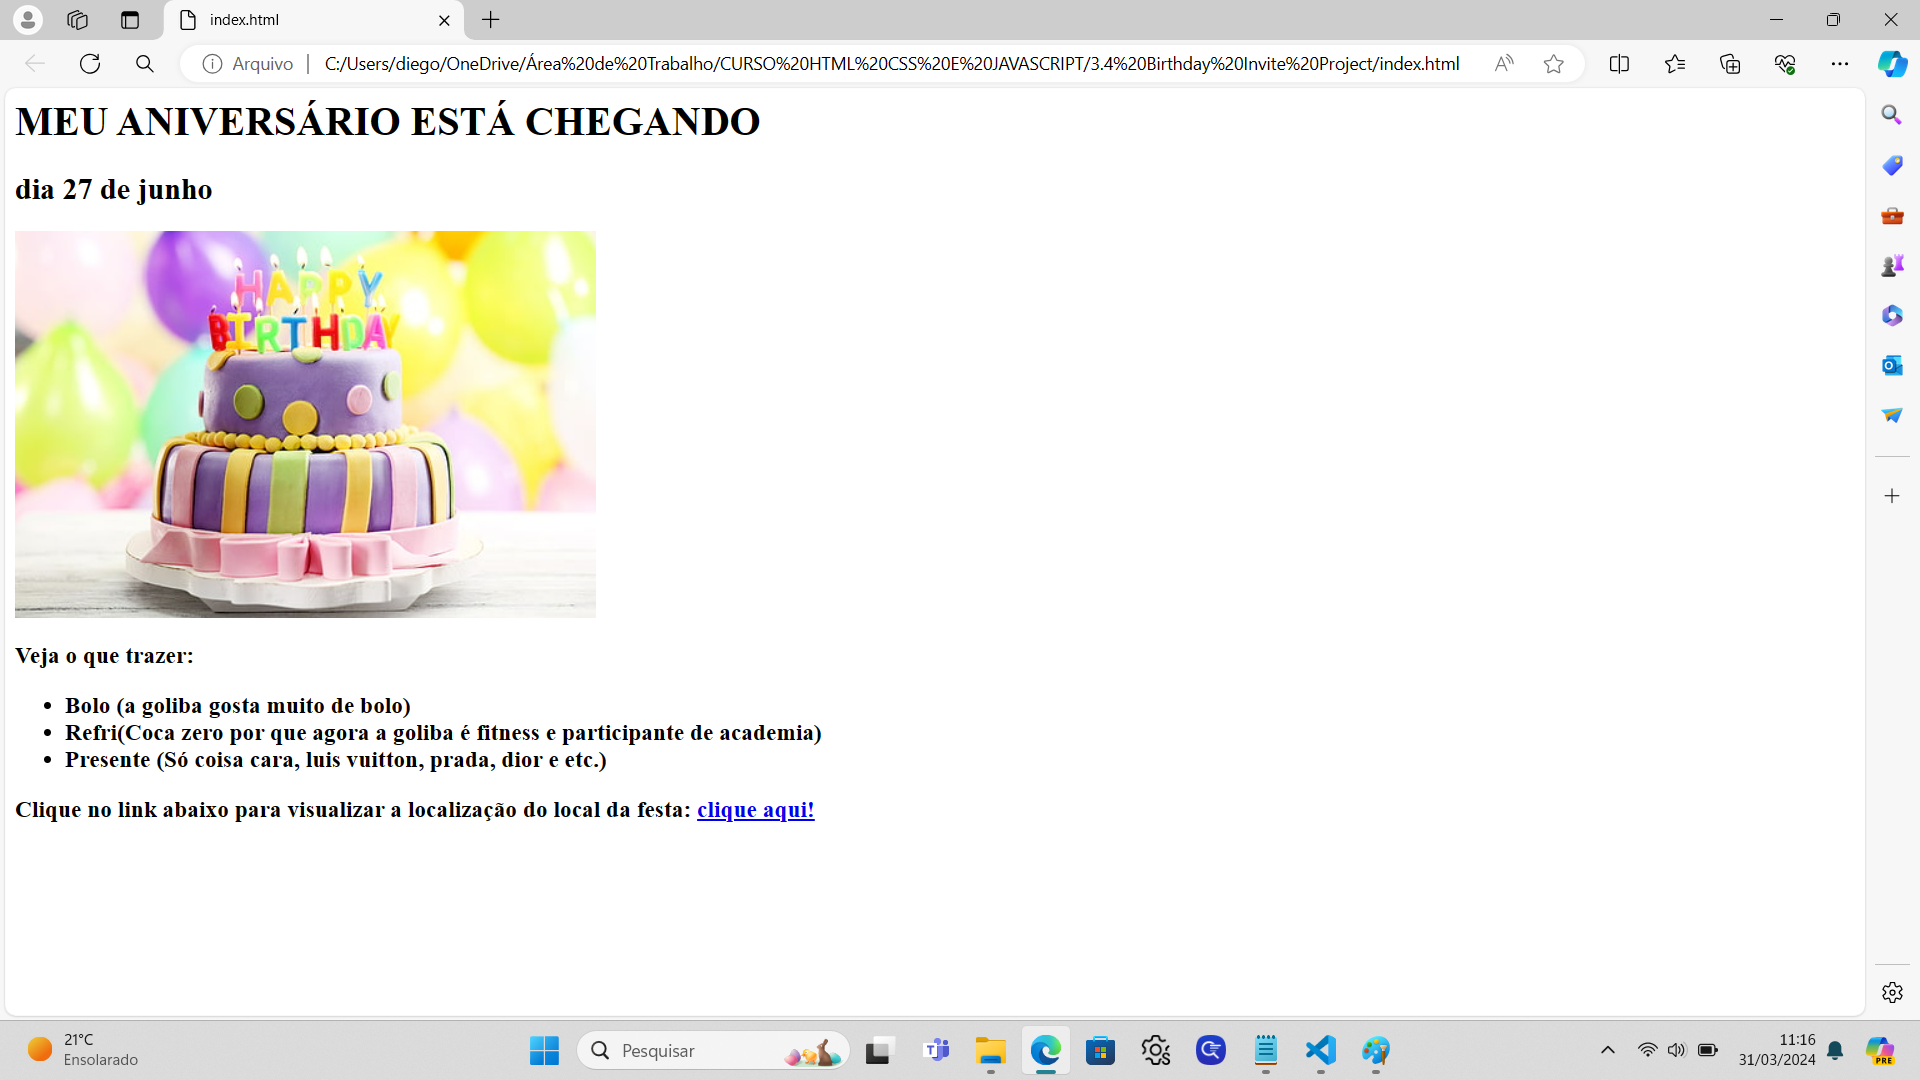 index.html
Arquivo
C:/Users/diego/OneDrive/Área%20de%20Trabalho/CURSO%20HTML%20CSS%20E%20JAVASCRIPT/3.4%20Birthday%20Invite%20Project/index.html
MEU ANIVERSÁRIO ESTÁ CHEGANDO
dia 27 de junho
HAPPY
BIRTHDAY
Veja o que trazer:
• Bolo (a goliba gosta muito de bolo)
• Refri(Coca zero por que agora a goliba é fitness e participante de academia)
• Presente (Só coisa cara, luis vuitton, prada, dior e etc.)
Clique no link abaixo para visualizar a localização do local da festa: clique aqui!
21°C
Ensolarado
Pesquisar
11:16
31/03/2024
PRE